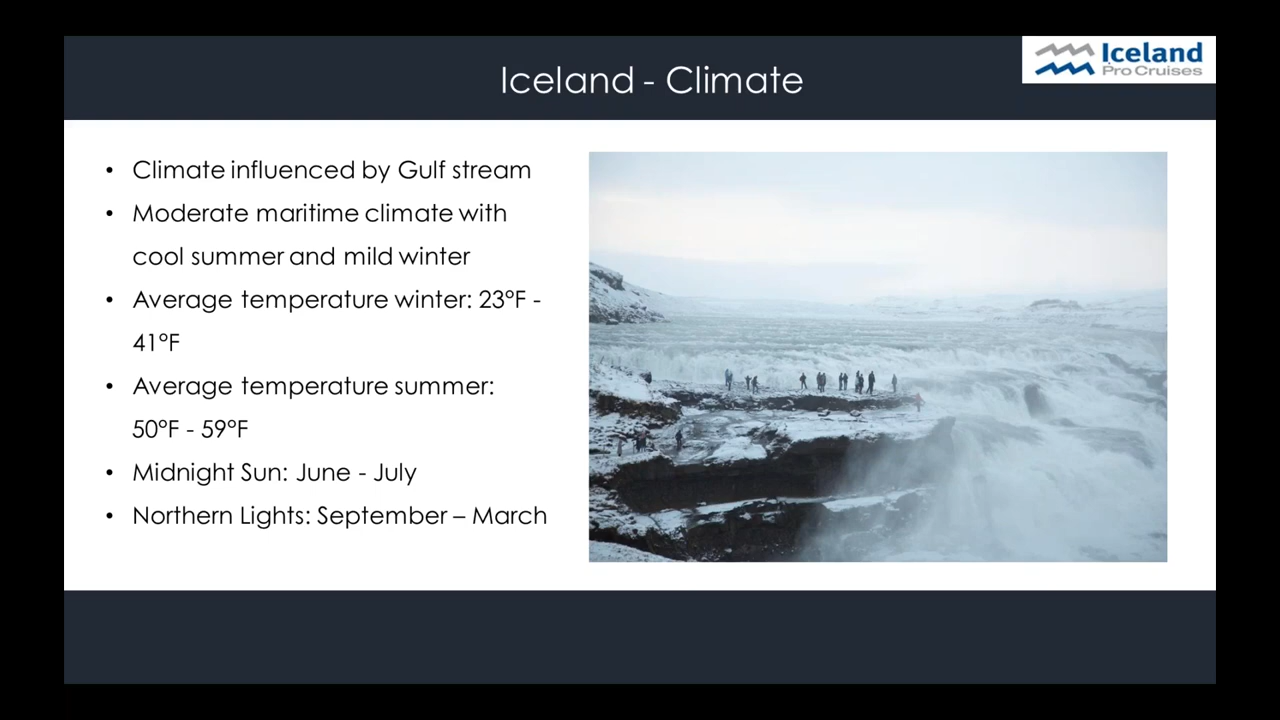 Iceland - Climate
Iceland
Pro Cruises
• Climate influenced by Gulf stream
• Moderate maritime climate with
cool summer and mild winter
• Average temperature winter: 23°F -
41°F
• Average temperature summer:
50°F - 59°F
• Midnight Sun: June - July
• Northern Lights: September – March